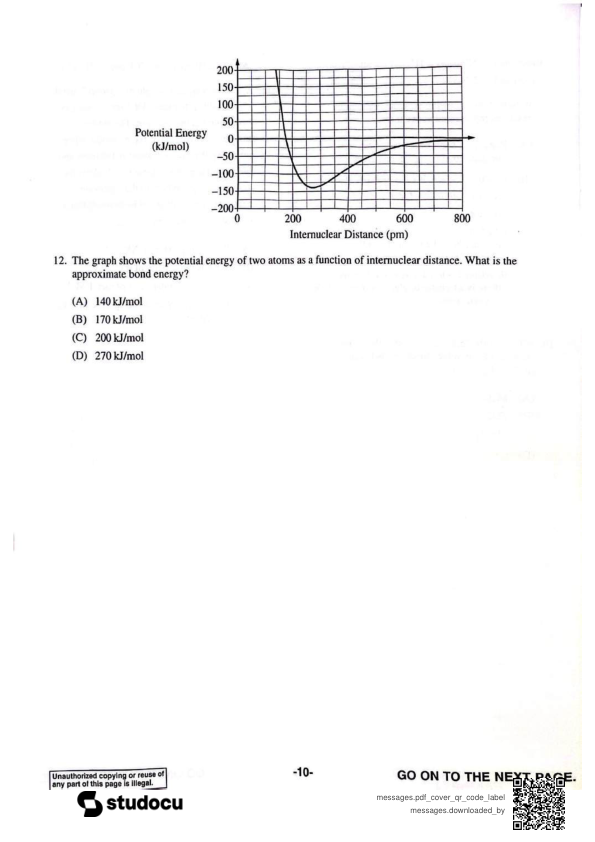 200
150
100
50
0
−50
−100
−150
−200
Potential Energy
(kJ/mol)
0 200 400 600 800
Internuclear Distance (pm)
12. The graph shows the potential energy of two atoms as a function of internuclear distance. What is the
approximate bond energy?
(A) 140 kJ/mol
(B) 170 kJ/mol
(C) 200 kJ/mol
(D) 270 kJ/mol
Unauthorized copying or reuse of
any part of this page is illegal.
-10-
GO ON TO THE NEXT PAGE.
studocu
messages.pdf_cover_qr_code_label
messages.downloaded_by